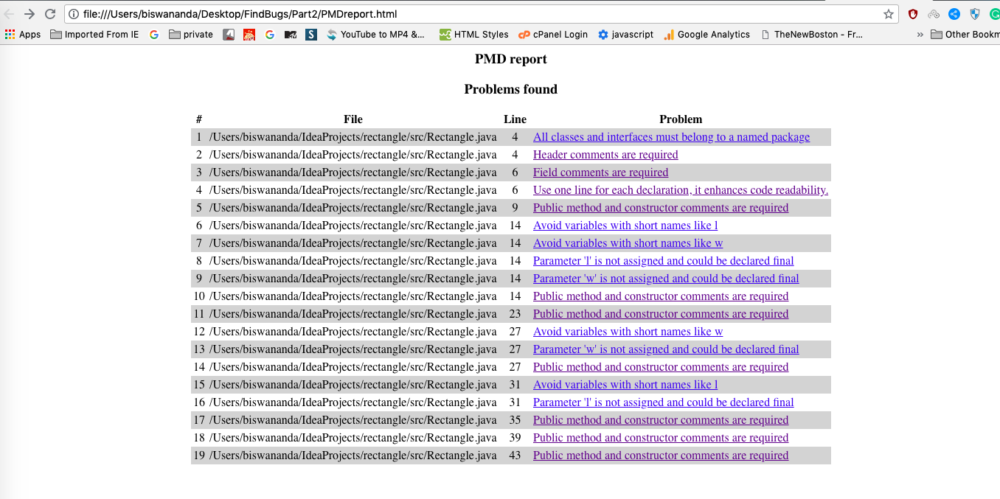 file:///Users/biswananda/Desktop/FindBugs/Part2/PMDreport.html
Apps Imported From IE private YouTube to MP4 &... HTML Styles cPanel Login javascript Google Analytics TheNewBoston - Fr... » Other Bookm
PMD report
Problems found
# File Line Problem
1 /Users/biswananda/IdeaProjects/rectangle/src/Rectangle.java 4 All classes and interfaces must belong to a named package
2 /Users/biswananda/IdeaProjects/rectangle/src/Rectangle.java 4 Header comments are required
3 /Users/biswananda/IdeaProjects/rectangle/src/Rectangle.java 6 Field comments are required
4 /Users/biswananda/IdeaProjects/rectangle/src/Rectangle.java 6 Use one line for each declaration, it enhances code readability.
5 /Users/biswananda/IdeaProjects/rectangle/src/Rectangle.java 9 Public method and constructor comments are required
6 /Users/biswananda/IdeaProjects/rectangle/src/Rectangle.java 14 Avoid variables with short names like l
7 /Users/biswananda/IdeaProjects/rectangle/src/Rectangle.java 14 Avoid variables with short names like w
8 /Users/biswananda/IdeaProjects/rectangle/src/Rectangle.java 14 Parameter 'l' is not assigned and could be declared final
9 /Users/biswananda/IdeaProjects/rectangle/src/Rectangle.java 14 Parameter 'w' is not assigned and could be declared final
10 /Users/biswananda/IdeaProjects/rectangle/src/Rectangle.java 14 Public method and constructor comments are required
11 /Users/biswananda/IdeaProjects/rectangle/src/Rectangle.java 23 Public method and constructor comments are required
12 /Users/biswananda/IdeaProjects/rectangle/src/Rectangle.java 27 Avoid variables with short names like w
13 /Users/biswananda/IdeaProjects/rectangle/src/Rectangle.java 27 Parameter 'w' is not assigned and could be declared final
14 /Users/biswananda/IdeaProjects/rectangle/src/Rectangle.java 27 Public method and constructor comments are required
15 /Users/biswananda/IdeaProjects/rectangle/src/Rectangle.java 31 Avoid variables with short names like l
16 /Users/biswananda/IdeaProjects/rectangle/src/Rectangle.java 31 Parameter 'l' is not assigned and could be declared final
17 /Users/biswananda/IdeaProjects/rectangle/src/Rectangle.java 35 Public method and constructor comments are required
18 /Users/biswananda/IdeaProjects/rectangle/src/Rectangle.java 39 Public method and constructor comments are required
19 /Users/biswananda/IdeaProjects/rectangle/src/Rectangle.java 43 Public method and constructor comments are required